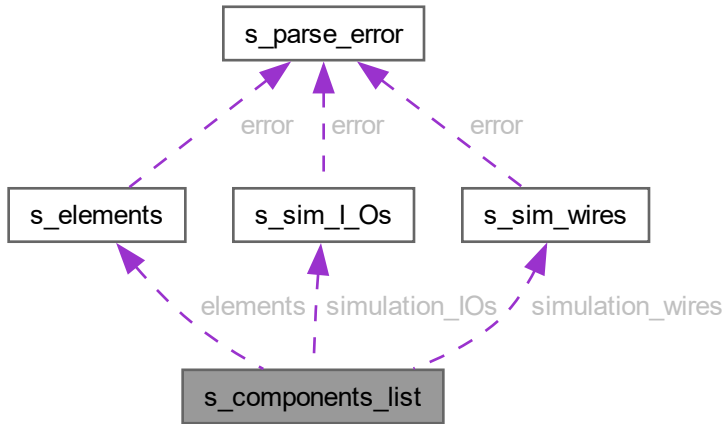 s_parse_error
error
error
error
s_elements
s_sim_I_Os
s_sim_wires
elements
simulation_IOs
simulation_wires
s_components_list